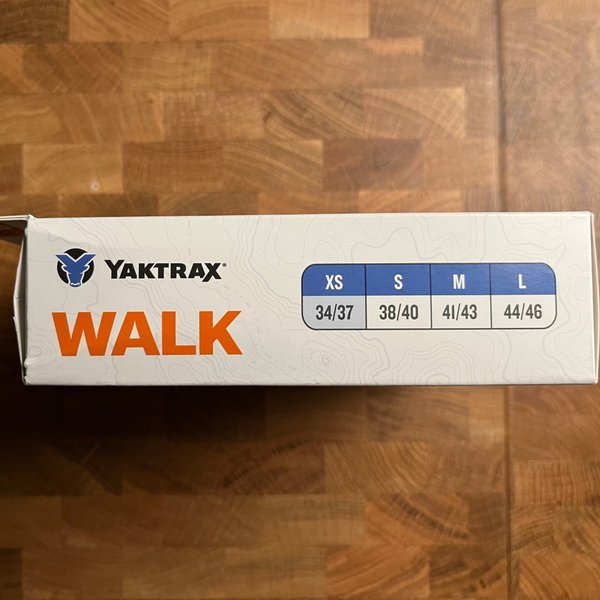 YAKTRAX®
WALK
XS S M L
34/37 38/40 41/43 44/46